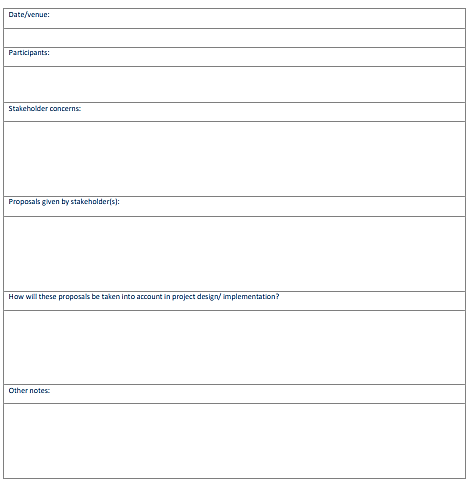 Date/venue:
Participants:
Stakeholder concerns:
Proposals given by stakeholder(s):
How will these proposals be taken into account in project design/ implementation?
Other notes: